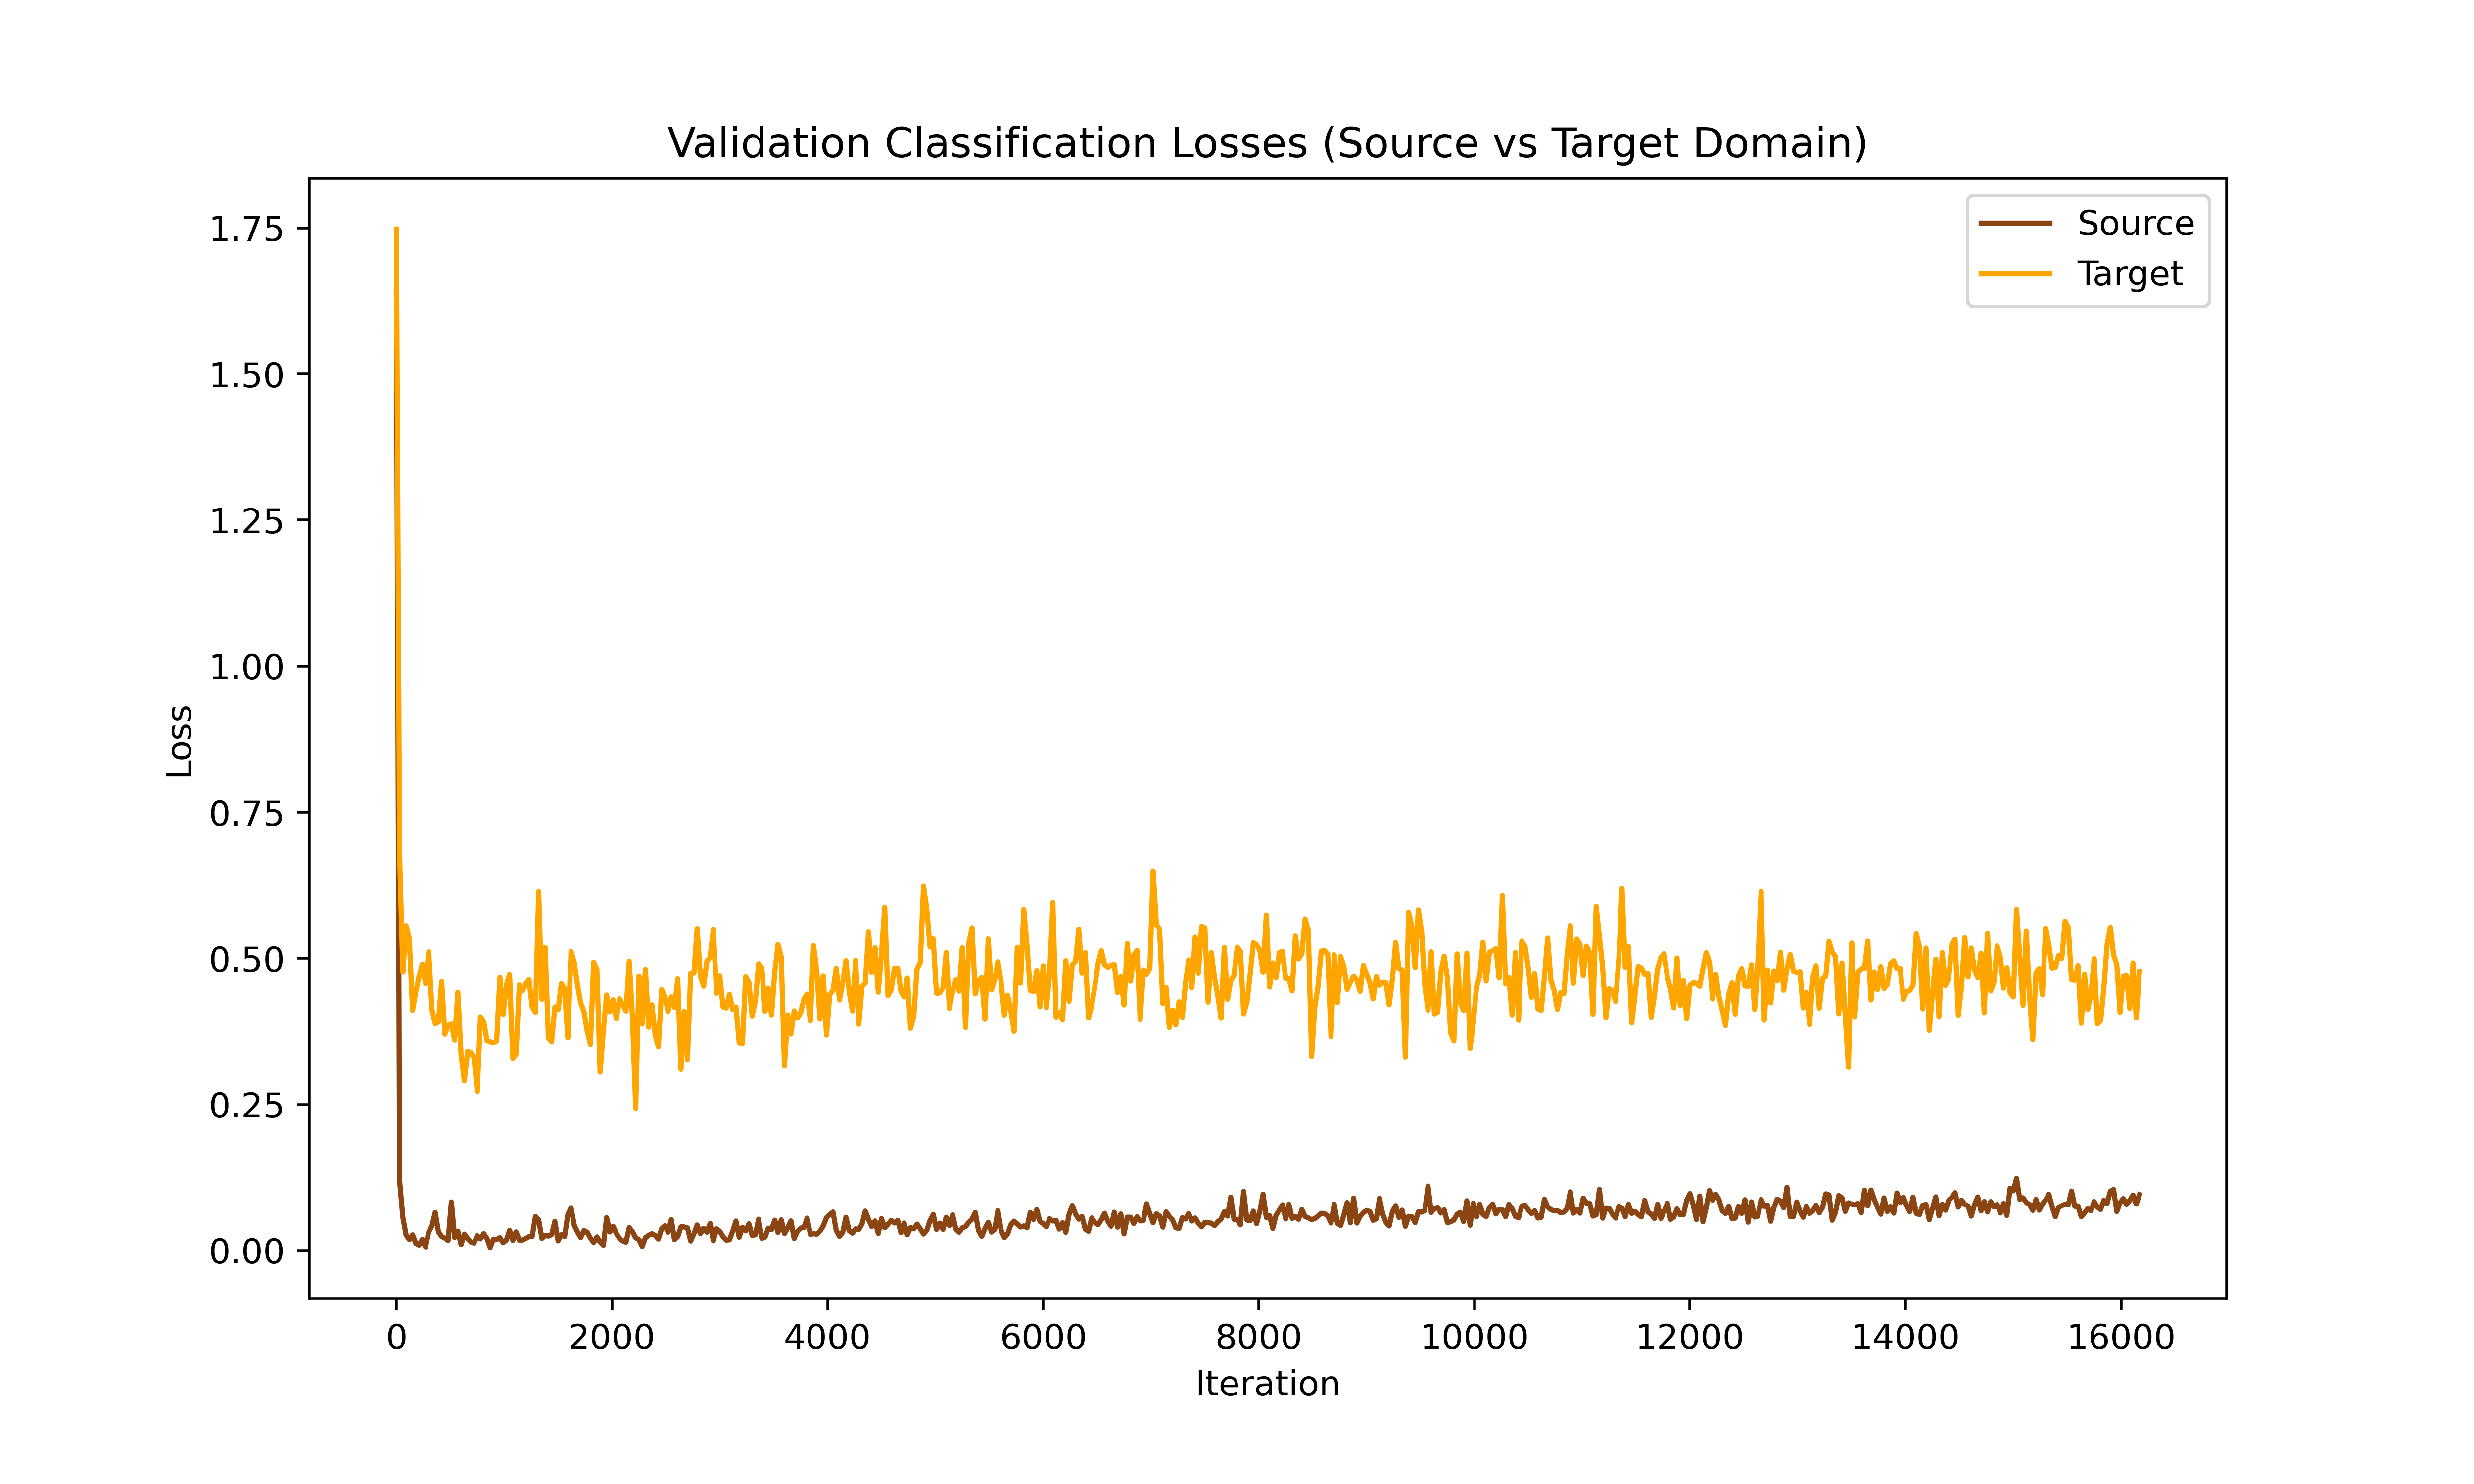 Validation Classification Losses (Source vs Target Domain)
Source
Target
1.75
1.50
1.25
1.00
0.75
0.50
0.25
0.00
Loss
0 2000 4000 6000 8000 10000 12000 14000 16000
Iteration